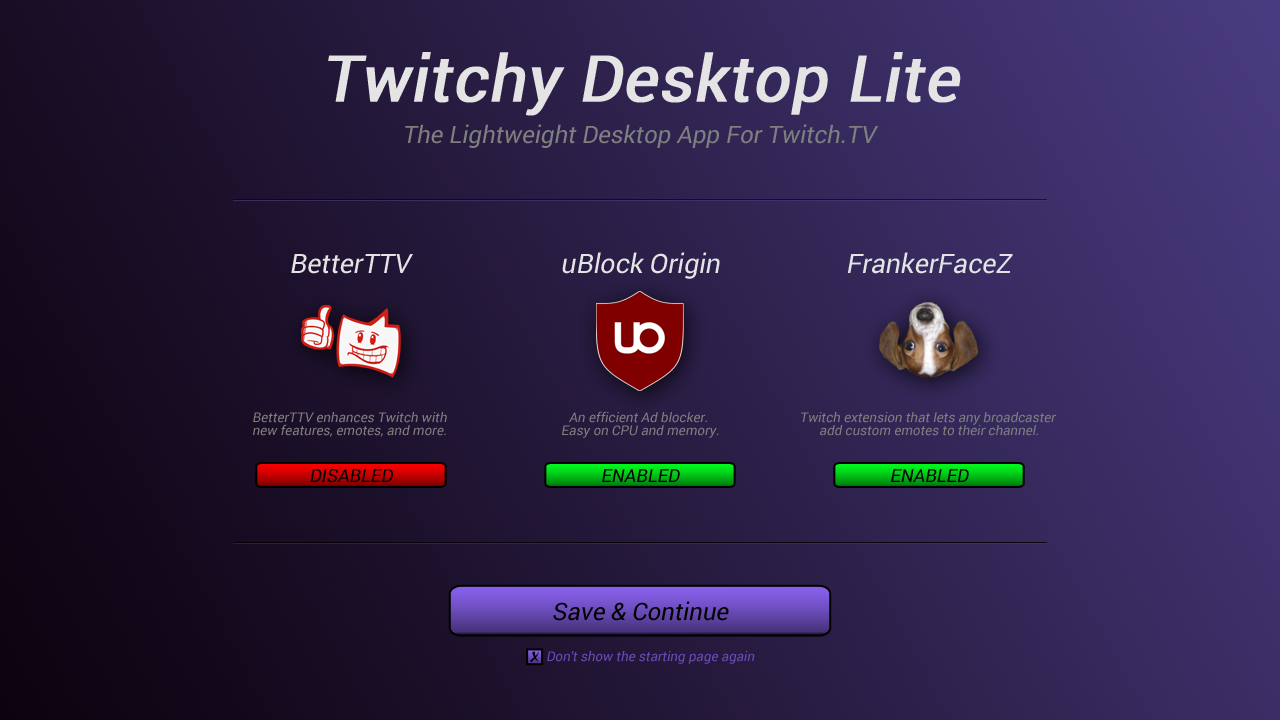 Twitchy Desktop Lite
The Lightweight Desktop App For Twitch.TV
BetterTTV
uBlock Origin
FrankerFaceZ
uo
BetterTTV enhances Twitch with
new features, emotes, and more.
An efficient Ad blocker.
Easy on CPU and memory.
Twitch extension that lets any broadcaster
add custom emotes to their channel.
DISABLED
ENABLED
ENABLED
Save & Continue
X Don't show the starting page again